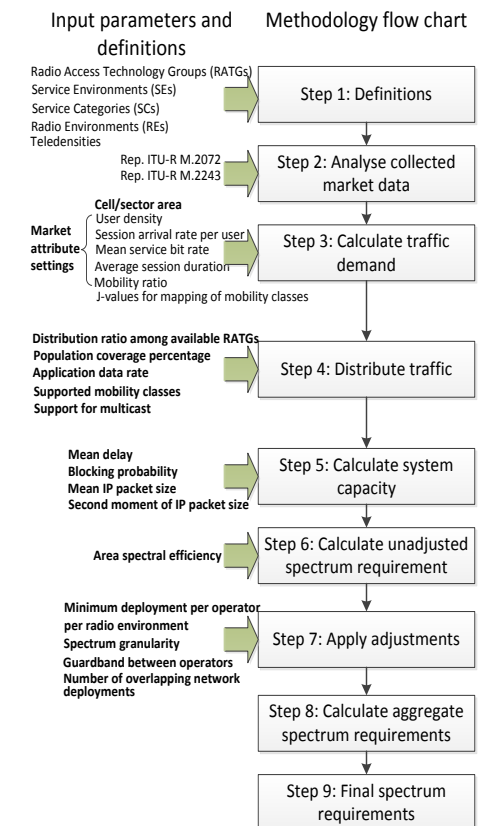 Input parameters and
definitions
Methodology flow chart
Radio Access Technology Groups (RATGs)
Service Environments (SEs)
Service Categories (SCs)
Radio Environments (REs)
Teledensities
Step 1: Definitions
Rep. ITU-R M.2072
Rep. ITU-R M.2243
Step 2: Analyse collected
market data
Cell/sector area
Market
attribute
settings
User density
Session arrival rate per user
Mean service bit rate
Average session duration
Mobility ratio
J-values for mapping of mobility classes
Step 3: Calculate traffic
demand
Distribution ratio among available RATGs
Population coverage percentage
Application data rate
Supported mobility classes
Support for multicast
Step 4: Distribute traffic
Mean delay
Blocking probability
Mean IP packet size
Second moment of IP packet size
Step 5: Calculate system
capacity
Area spectral efficiency
Step 6: Calculate unadjusted
spectrum requirement
Minimum deployment per operator
per radio environment
Spectrum granularity
Guardband between operators
Number of overlapping network
deployments
Step 7: Apply adjustments
Step 8: Calculate aggregate
spectrum requirements
Step 9: Final spectrum
requirements